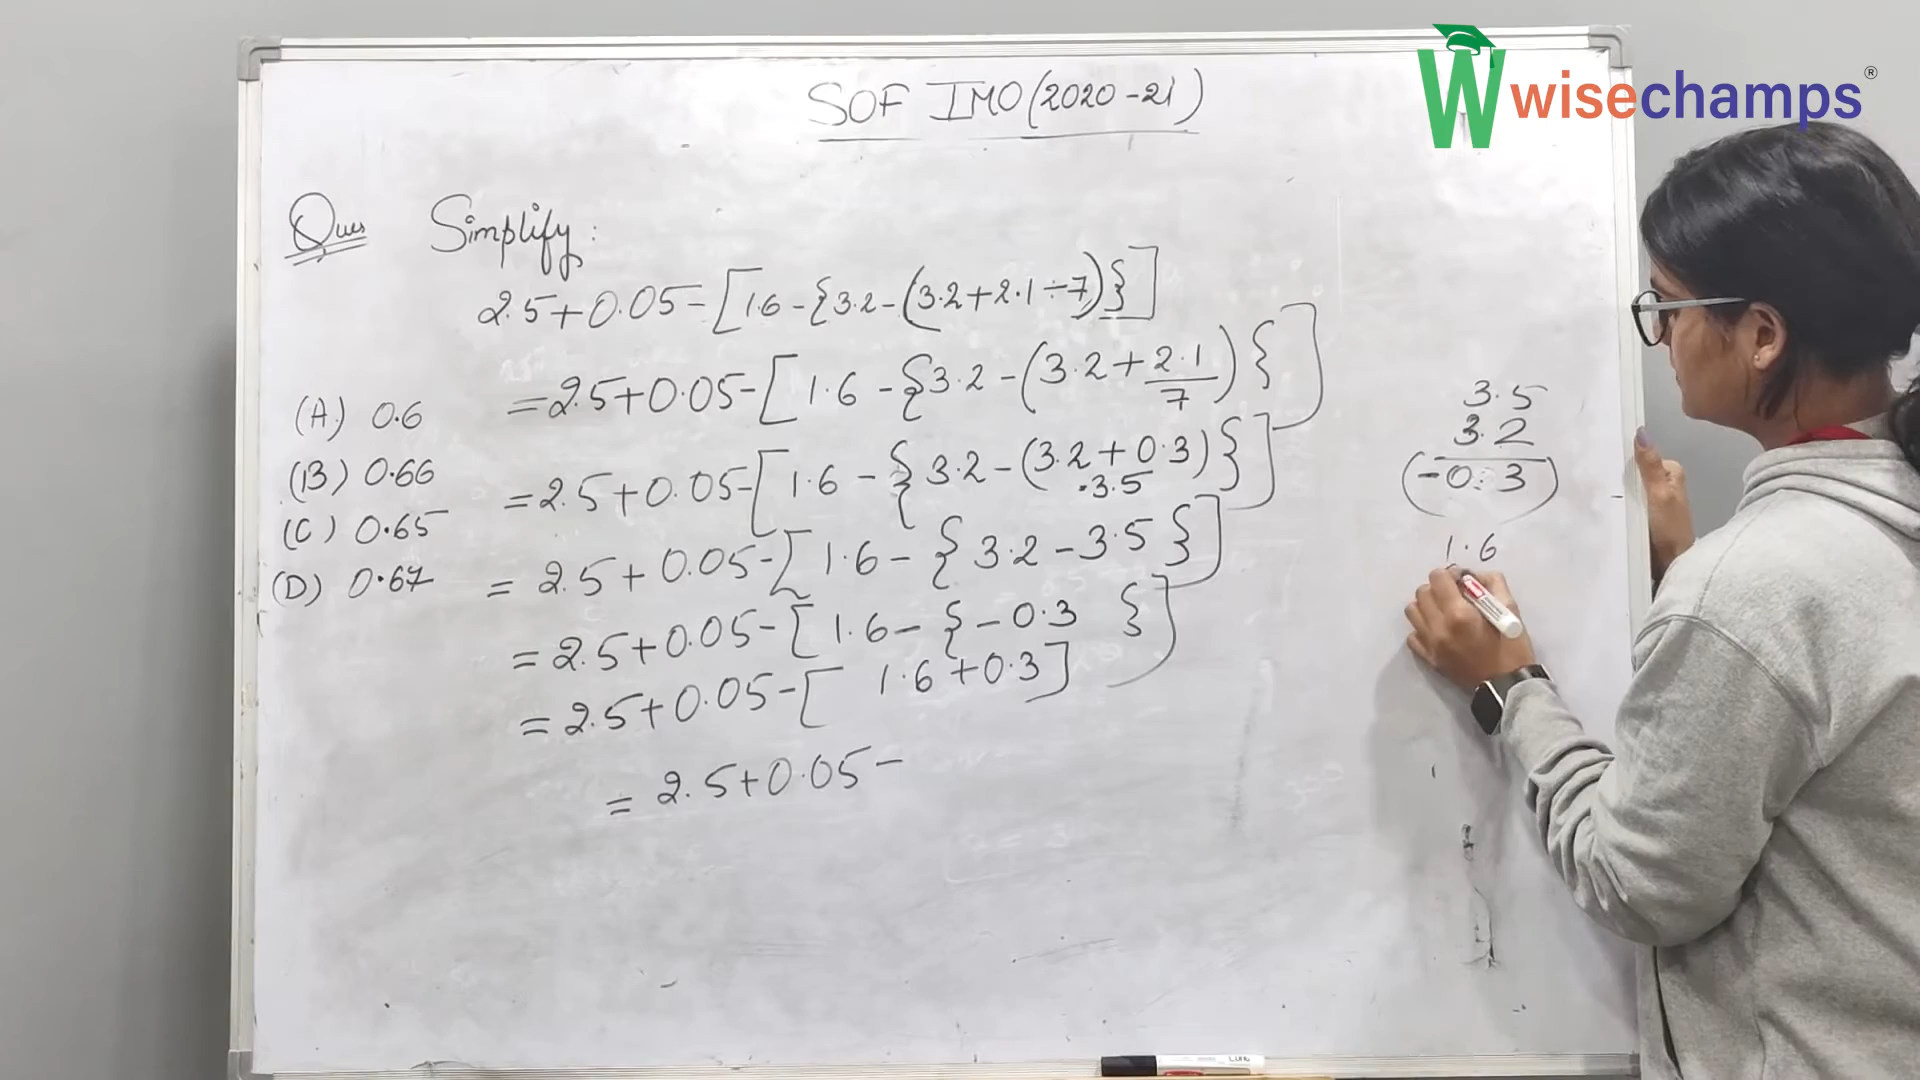 Wwisechamps®
SOF IMO (2020-21)
Ques Simplify:
2.5+0.05-[1.6-{3.2-(3.2+2.1÷7)}]
=2.5+0.05-[1.6-{3.2-(3.2+2.1/7)}]
=2.5+0.05-[1.6-{3.2-(3.2+0.3)}]
3.5
=2.5+0.05-[1.6-{3.2-3.5}]
=2.5+0.05-[1.6-{-0.3}]
=2.5+0.05-[1.6+0.3]
=2.5+0.05-
(A) 0.6
(B) 0.66
(C) 0.65
(D) 0.67
3.5
3.2
(-0.3)
1.6